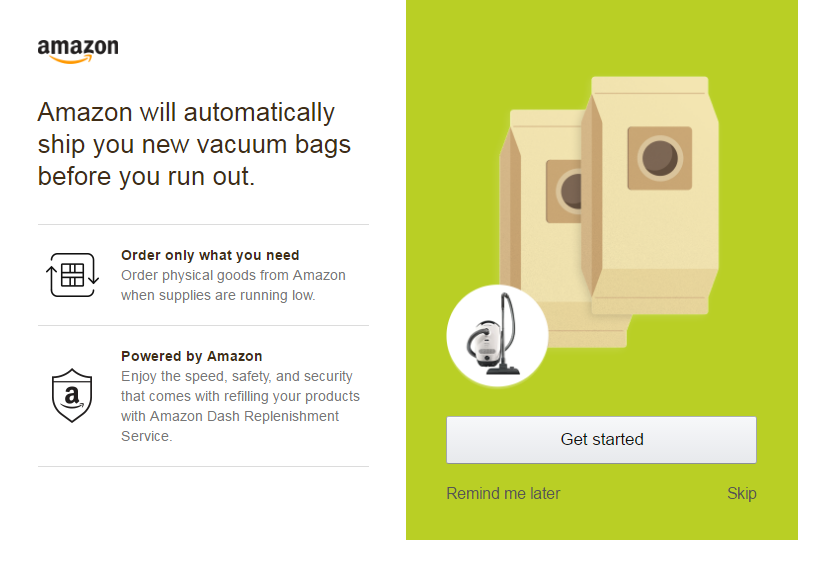 amazon
Amazon will automatically
ship you new vacuum bags
before you run out.
Order only what you need
Order physical goods from Amazon
when supplies are running low.
Powered by Amazon
Enjoy the speed, safety, and security
that comes with refilling your products
with Amazon Dash Replenishment
Service.
a
Get started
Remind me later
Skip